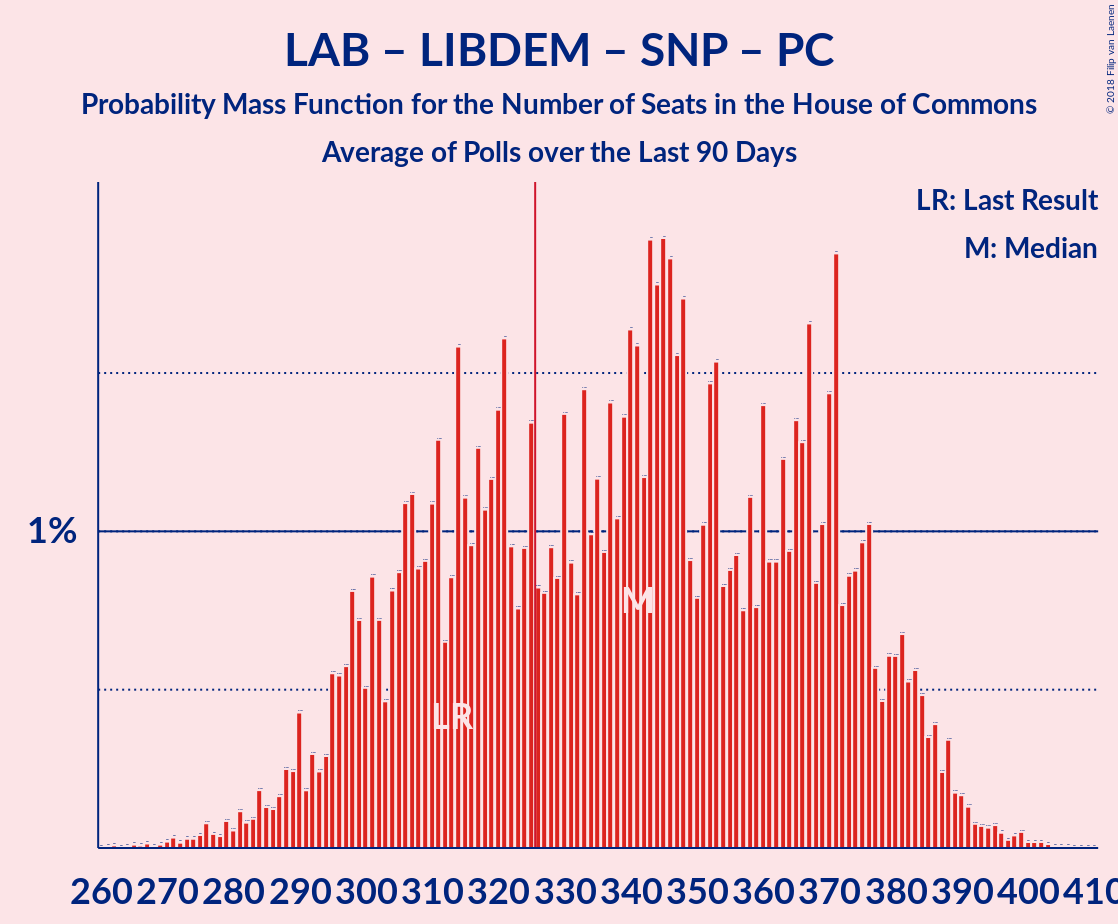 LAB – LIBDEM – SNP – PC
Probability Mass Function for the Number of Seats in the House of Commons
Average of Polls over the Last 90 Days
© 2018 Filip van Laenen
LR: Last Result
M: Median
1%
M
LR
260 270 280 290 300 310 320 330 340 350 360 370 380 390 400 410